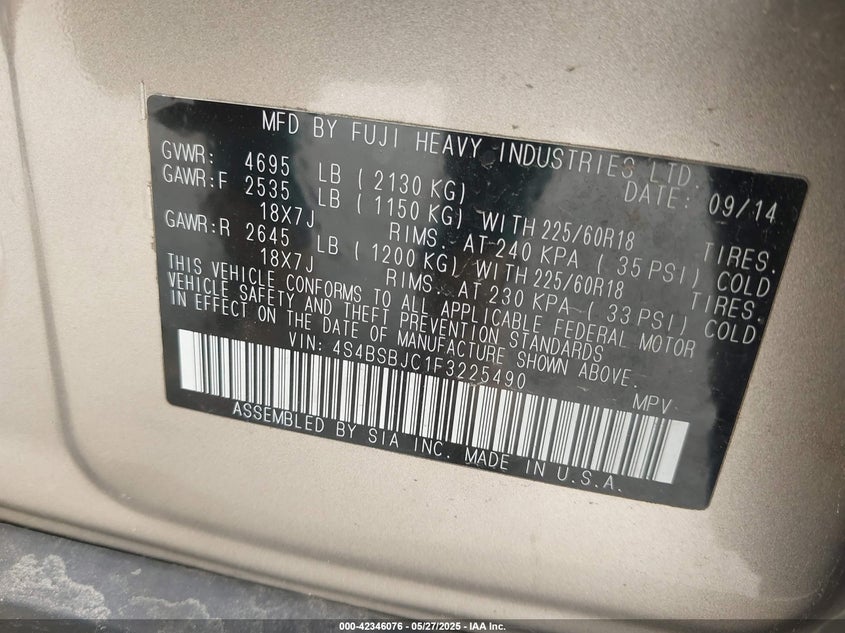 MFD BY FUJI HEAVY INDUSTRIES LTD.
GVWR: 4695 LB ( 2130 KG) DATE: 09/14
GAWR:F 2535 LB ( 1150 KG) WITH 225/60R18 TIRES.
18X7J RIMS. AT 240 KPA ( 35 PSI) COLD
GAWR:R 2645 LB ( 1200 KG) WITH 225/60R18 TIRES.
18X7J RIMS. AT 230 KPA ( 33 PSI) COLD
THIS VEHICLE CONFORMS TO ALL APPLICABLE FEDERAL MOTOR
VEHICLE SAFETY AND THEFT PREVENTION STANDARDS
IN EFFECT ON THE DATE OF MANUFACTURE SHOWN ABOVE.
VIN: 4S4BSBJC1F3225490 MPV
ASSEMBLED BY SIA INC. MADE IN U.S.A.
000-42346076 - 05/27/2025 - IAA Inc.